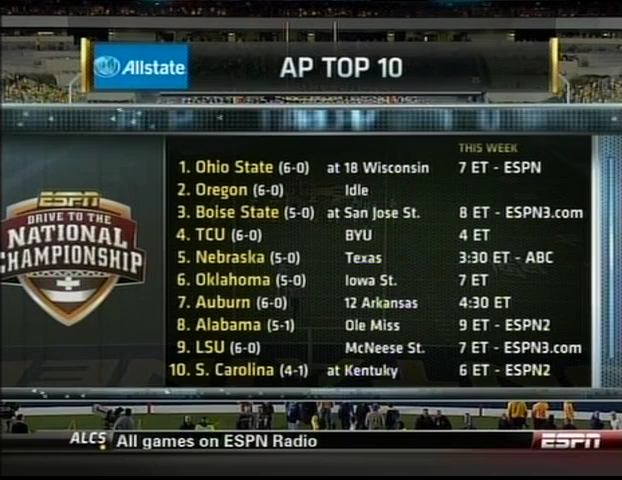 Allstate
AP TOP 10
THIS WEEK
1. Ohio State (6-0) at 18 Wisconsin 7 ET - ESPN
2. Oregon (6-0) Idle
3. Boise State (5-0) at San Jose St. 8 ET - ESPN3.com
4. TCU (6-0) BYU 4 ET
5. Nebraska (5-0) Texas 3:30 ET - ABC
6. Oklahoma (5-0) Iowa St. 7 ET
7. Auburn (6-0) 12 Arkansas 4:30 ET
8. Alabama (5-1) Ole Miss 9 ET - ESPN2
9. LSU (6-0) McNeese St. 7 ET - ESPN3.com
10. S. Carolina (4-1) at Kentuky 6 ET - ESPN2
ESPN
DRIVE TO THE
NATIONAL
CHAMPIONSHIP
ALCS All games on ESPN Radio ESPN